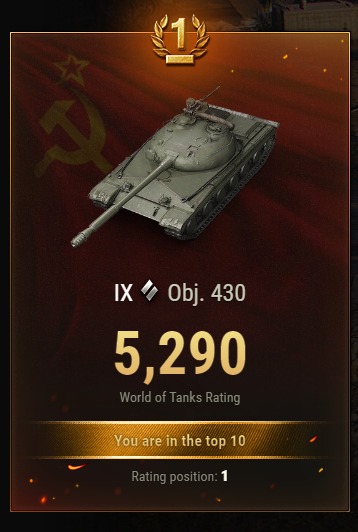 1
IX Obj. 430
5,290
World of Tanks Rating
You are in the top 10
Rating position: 1